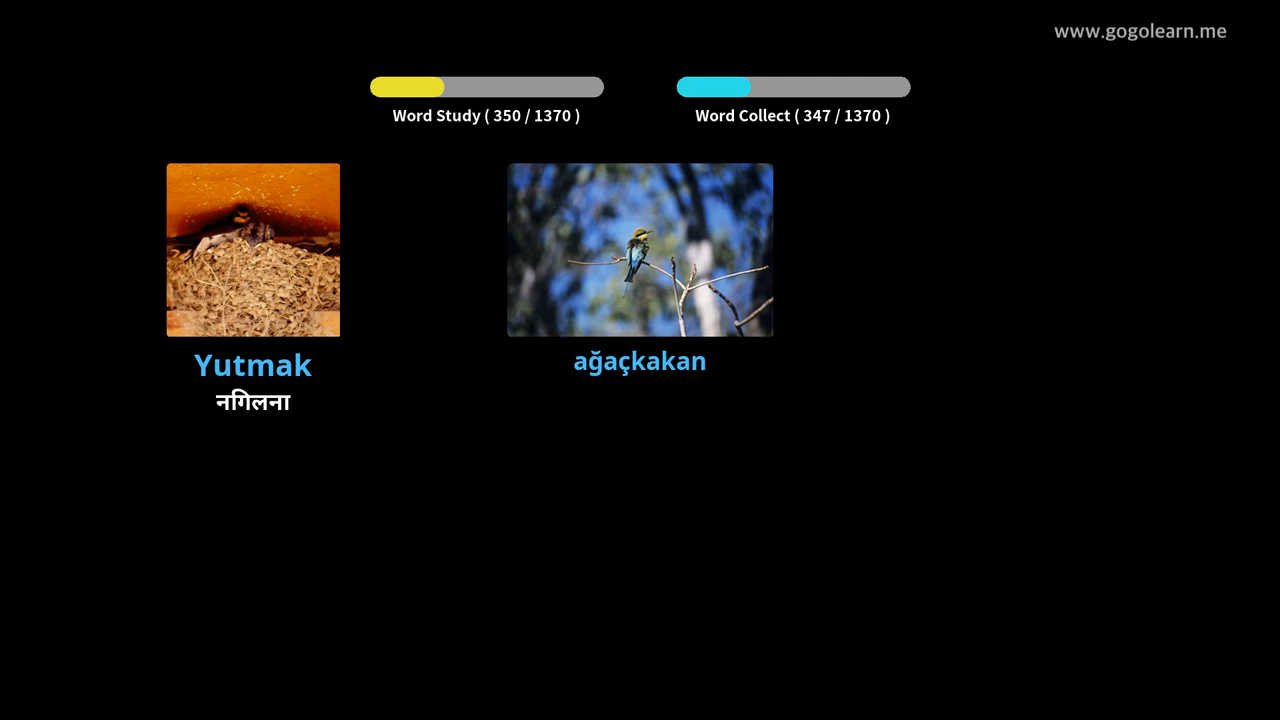 www.gogolearn.me
Word Study ( 350 / 1370 )
Word Collect ( 347 / 1370 )
Yutmak
नगिलना
ağaçkakan